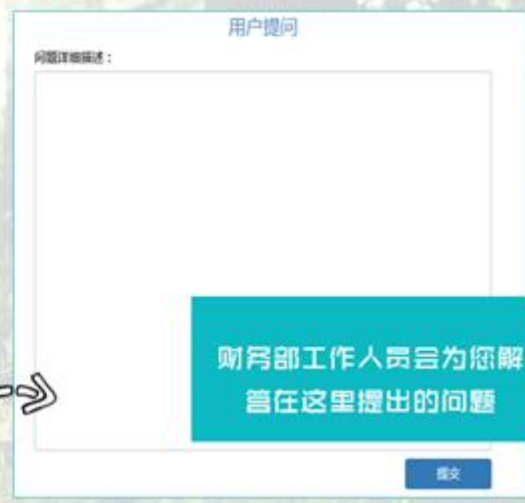 用户提问
问题详细描述：
财务部工作人员会为您解
答在这里提出的问题
提交